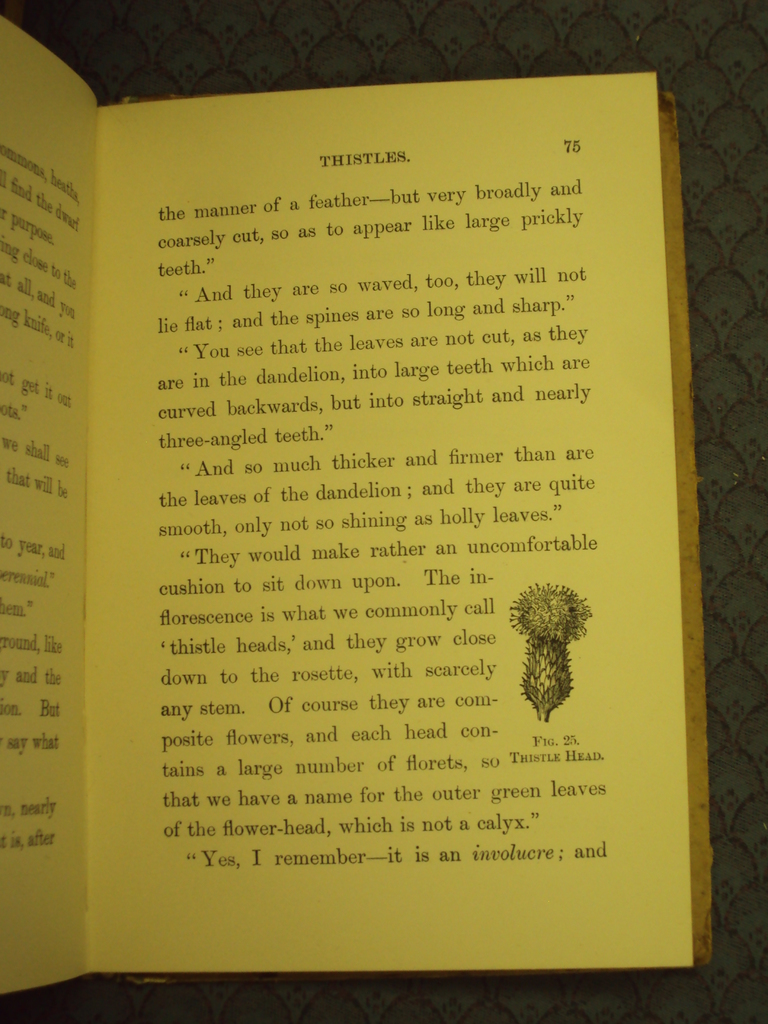 ommons, heaths,
ll find the dwarf
r purpose.
ing close to the
at all, and you
ong knife, or it
ot get it out
ots."
we shall see
that will be
to year, and
perennial."
hem."
ground, like
y and the
ion. But
say what
n, nearly
t is, after
THISTLES. 75
the manner of a feather—but very broadly and
coarsely cut, so as to appear like large prickly
teeth."
"And they are so waved, too, they will not
lie flat; and the spines are so long and sharp."
"You see that the leaves are not cut, as they
are in the dandelion, into large teeth which are
curved backwards, but into straight and nearly
three-angled teeth."
"And so much thicker and firmer than are
the leaves of the dandelion; and they are quite
smooth, only not so shining as holly leaves."
"They would make rather an uncomfortable
cushion to sit down upon. The in-
florescence is what we commonly call
'thistle heads,' and they grow close
down to the rosette, with scarcely
any stem. Of course they are com-
posite flowers, and each head con-
tains a large number of florets, so
that we have a name for the outer green leaves
of the flower-head, which is not a calyx."
"Yes, I remember—it is an involucre; and
Fig. 25.
Thistle Head.